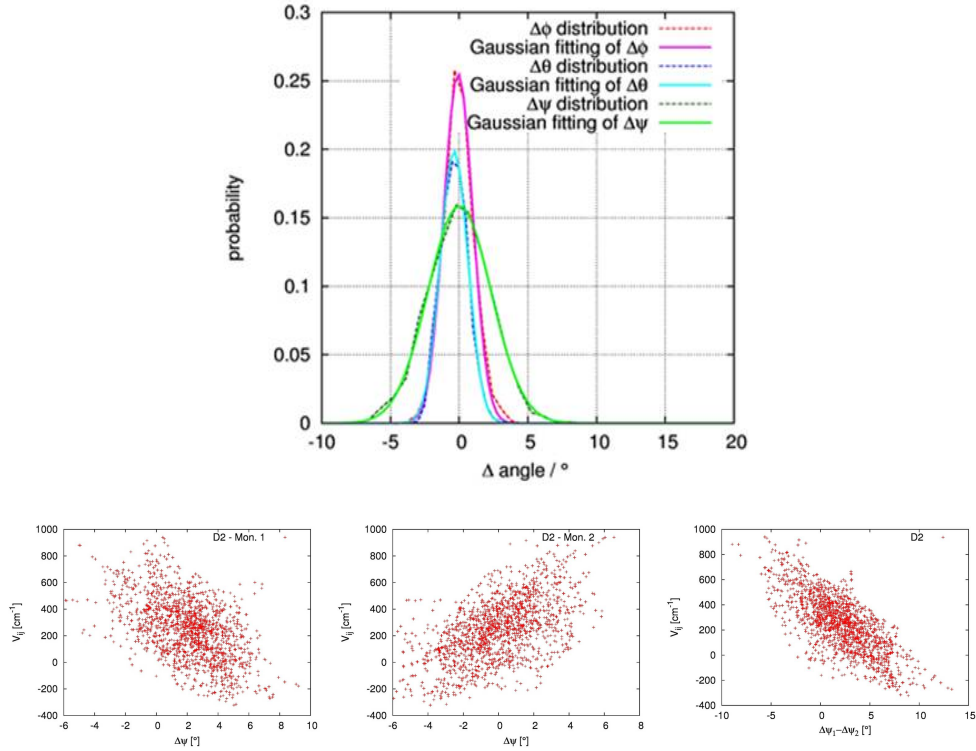 0.3
Δϕ distribution
Gaussian fitting of Δϕ
Δθ distribution
Gaussian fitting of Δθ
Δψ distribution
Gaussian fitting of Δψ
0.25
0.2
0.15
0.1
0.05
0
probability
-10 -5 0 5 10 15 20
Δ angle / °
1000
800
600
400
200
0
-200
-400
V_ij [cm⁻¹]
D2 - Mon. 1
-6 -4 -2 0 2 4 6 8 10
Δψ [°]
1000
800
600
400
200
0
-200
-400
V_ij [cm⁻¹]
D2 - Mon. 2
-6 -4 -2 0 2 4 6 8
Δψ [°]
1000
800
600
400
200
0
-200
-400
V_ij [cm⁻¹]
D2
-10 -5 0 5 10 15
Δψ₁-Δψ₂ [°]